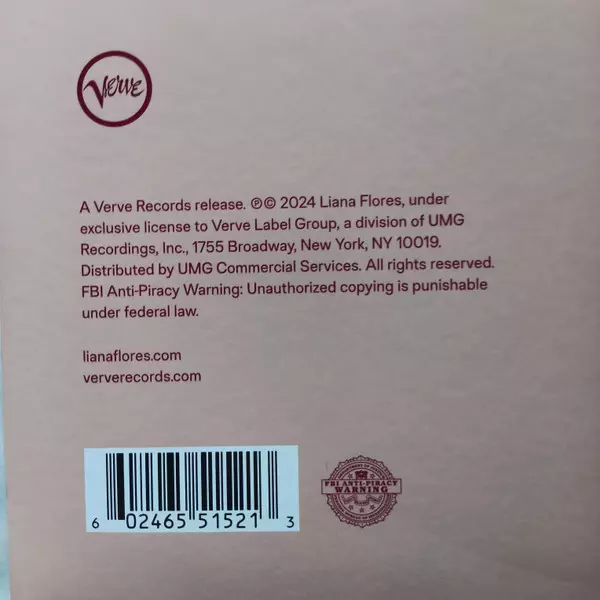 Verve
A Verve Records release. ℗© 2024 Liana Flores, under
exclusive license to Verve Label Group, a division of UMG
Recordings, Inc., 1755 Broadway, New York, NY 10019.
Distributed by UMG Commercial Services. All rights reserved.
FBI Anti-Piracy Warning: Unauthorized copying is punishable
under federal law.
lianaflores.com
ververecords.com
6 02465 51521 3
FBI ANTI-PIRACY
WARNING